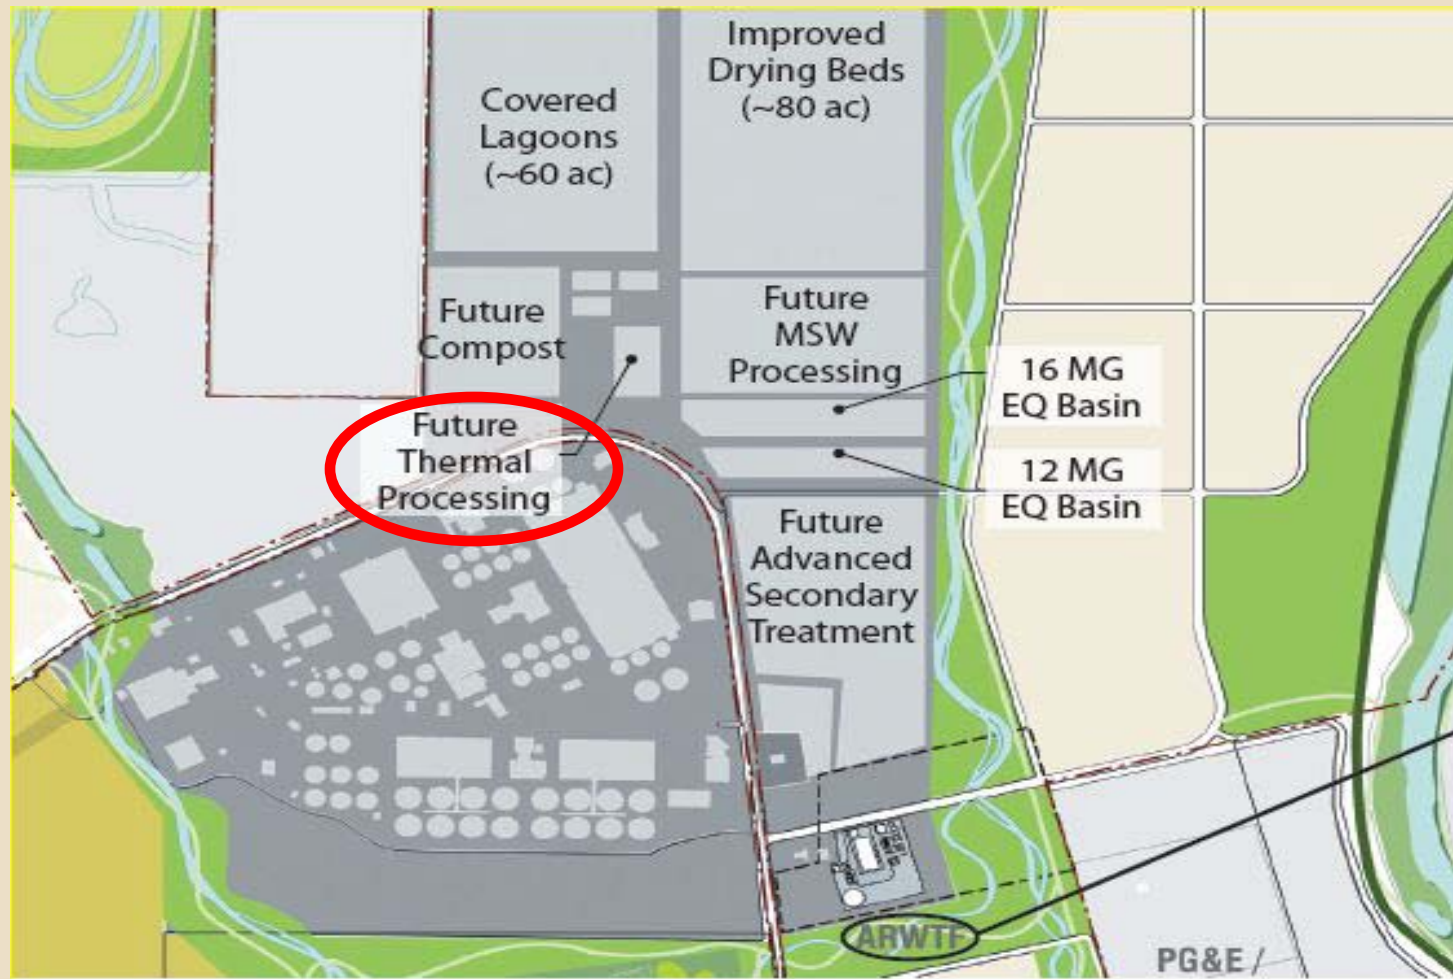 Improved
Drying Beds
(~80 ac)
Covered
Lagoons
(~60 ac)
Future
Compost
Future
MSW
Processing
16 MG
EQ Basin
Future
Thermal
Processing
12 MG
EQ Basin
Future
Advanced
Secondary
Treatment
ARWTF
PG&E /